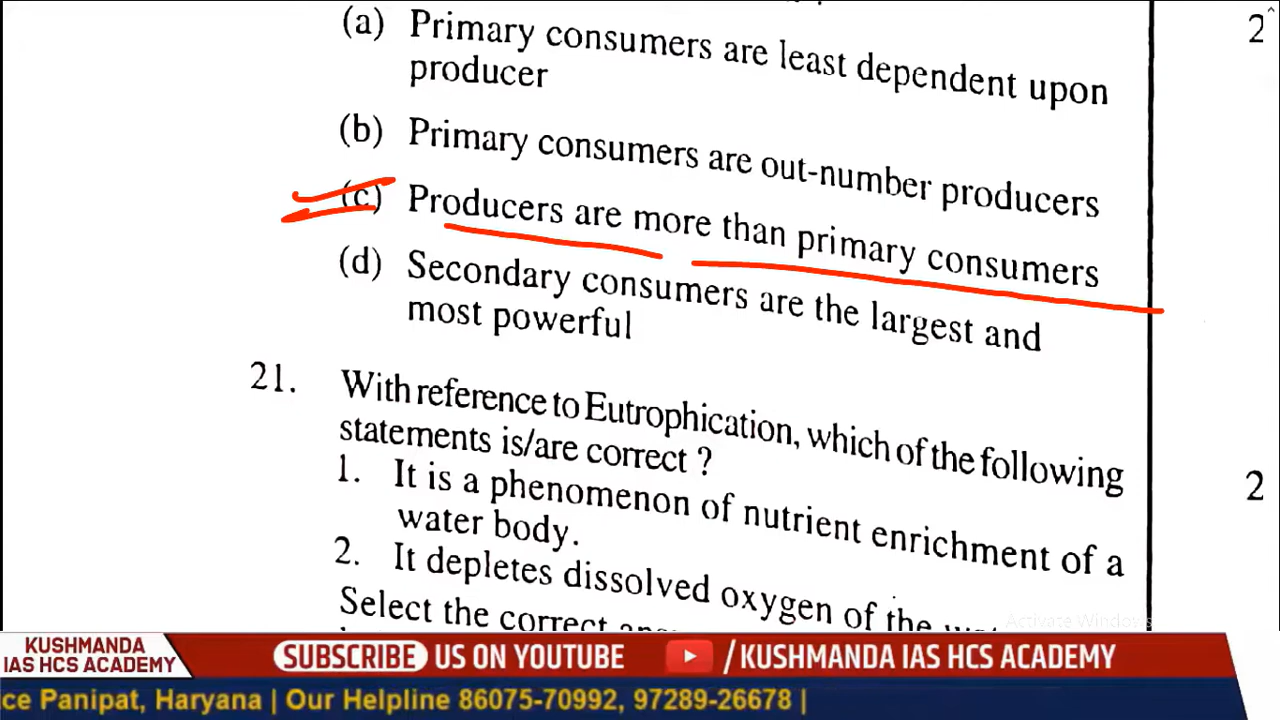 (a) Primary consumers are least dependent upon
producer
(b) Primary consumers are out-number producers
(c) Producers are more than primary consumers
(d) Secondary consumers are the largest and
most powerful
21. With reference to Eutrophication, which of the following
statements is/are correct ?
1. It is a phenomenon of nutrient enrichment of a
water body.
2. It depletes dissolved oxygen of the
Select the correct
2
2
Activate Windows
KUSHMANDA
IAS HCS ACADEMY
SUBSCRIBE US ON YOUTUBE /KUSHMANDA IAS HCS ACADEMY
ce Panipat, Haryana | Our Helpline 86075-70992, 97289-26678 |